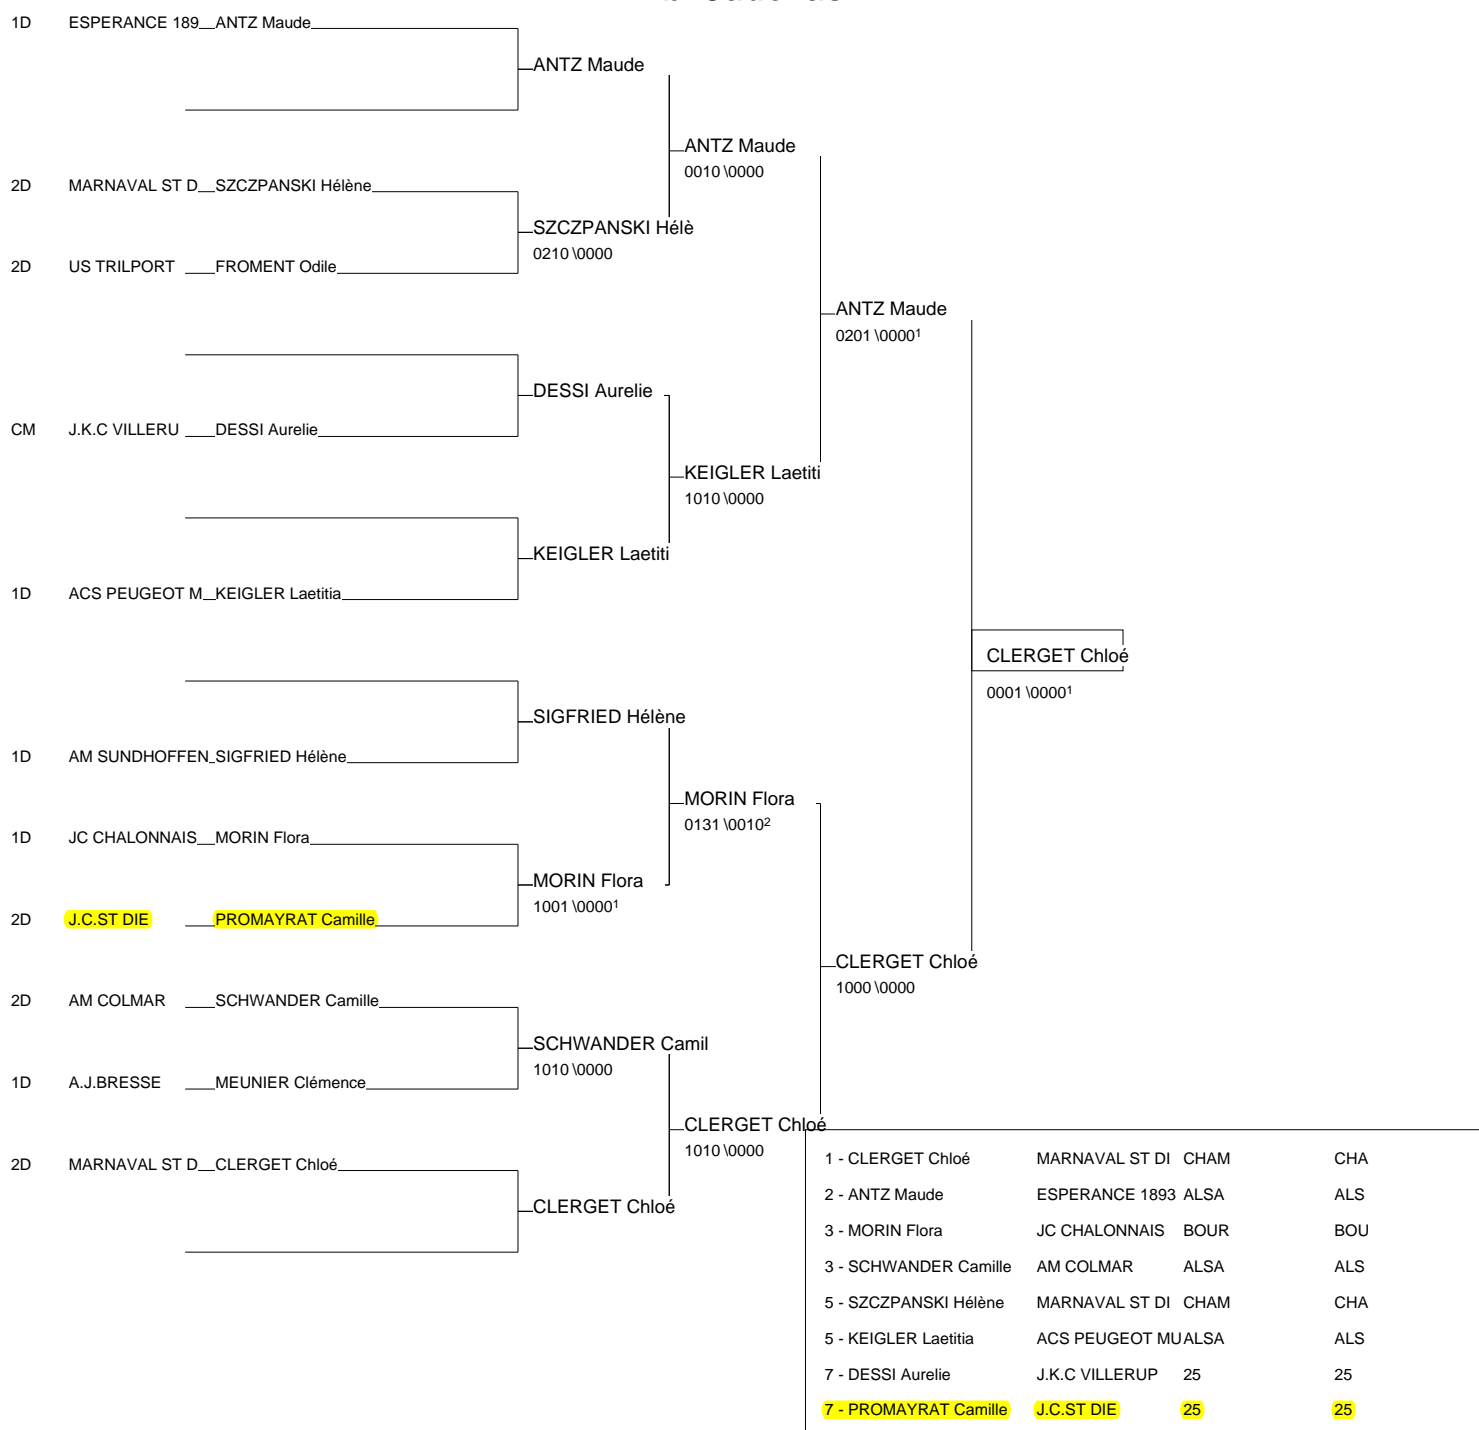 1D ESPERANCE 189 ANTZ Maude
ANTZ Maude
ANTZ Maude
0010 \0000
2D MARNAVAL ST D SZCZPANSKI Hélène
SZCZPANSKI Hélè
0210 \0000
2D US TRILPORT FROMENT Odile
ANTZ Maude
0201 \0000¹
DESSI Aurelie
CM J.K.C VILLERU DESSI Aurelie
KEIGLER Laetiti
1010 \0000
KEIGLER Laetiti
1D ACS PEUGEOT M KEIGLER Laetitia
CLERGET Chloé
0001 \0000¹
SIGFRIED Hélène
1D AM SUNDHOFFEN SIGFRIED Hélène
MORIN Flora
0131 \0010²
1D JC CHALONNAIS MORIN Flora
MORIN Flora
1001 \0000¹
2D J.C.ST DIE PROMAYRAT Camille
CLERGET Chloé
1000 \0000
2D AM COLMAR SCHWANDER Camille
SCHWANDER Camil
1010 \0000
1D A.J.BRESSE MEUNIER Clémence
CLERGET Chloé
1010 \0000
2D MARNAVAL ST D CLERGET Chloé
CLERGET Chloé
1 - CLERGET Chloé MARNAVAL ST DI CHAM CHA
2 - ANTZ Maude ESPERANCE 1893 ALSA ALS
3 - MORIN Flora JC CHALONNAIS BOUR BOU
3 - SCHWANDER Camille AM COLMAR ALSA ALS
5 - SZCZPANSKI Hélène MARNAVAL ST DI CHAM CHA
5 - KEIGLER Laetitia ACS PEUGEOT MU ALSA ALS
7 - DESSI Aurelie J.K.C VILLERUP 25 25
7 - PROMAYRAT Camille J.C.ST DIE 25 25